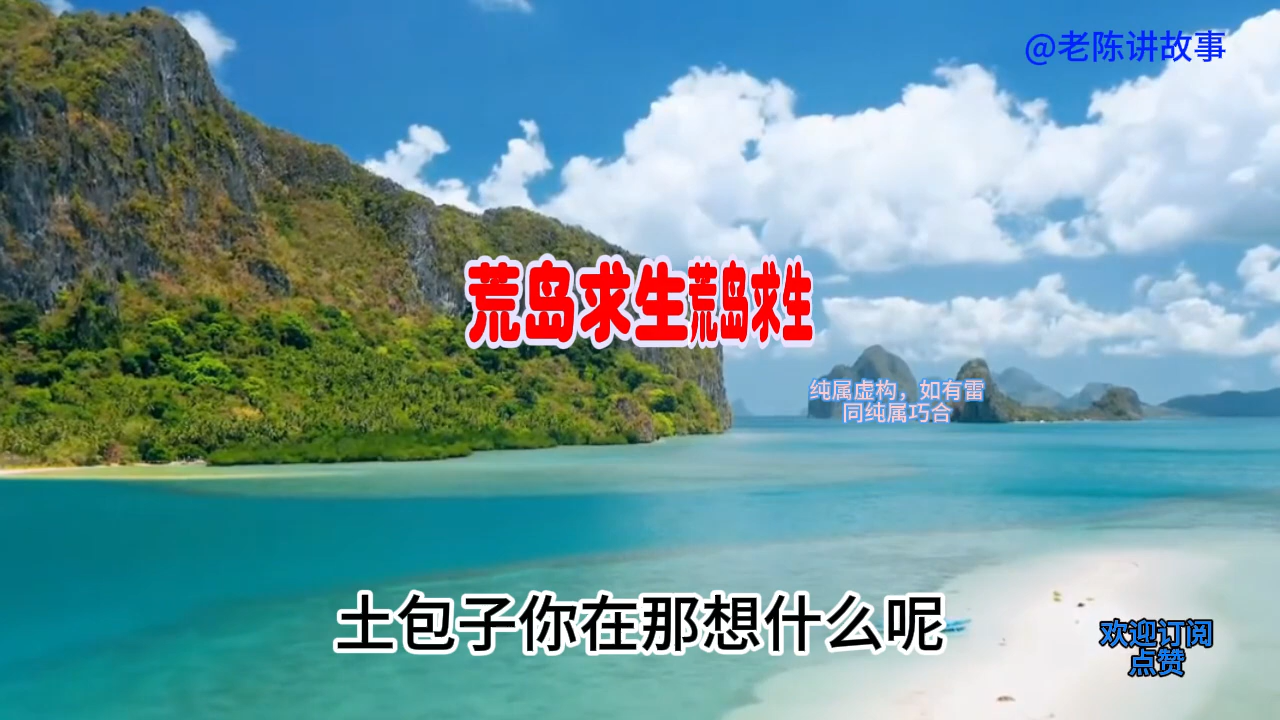 @老陈讲故事
荒岛求生荒岛求生
纯属虚构，如有雷
同纯属巧合
土包子你在那想什么呢
欢迎订阅
点赞